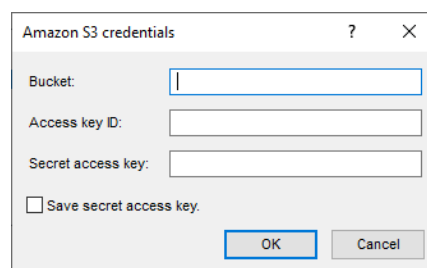 Amazon S3 credentials ?
Bucket:
Access key ID:
Secret access key:
Save secret access key.
OK Cancel